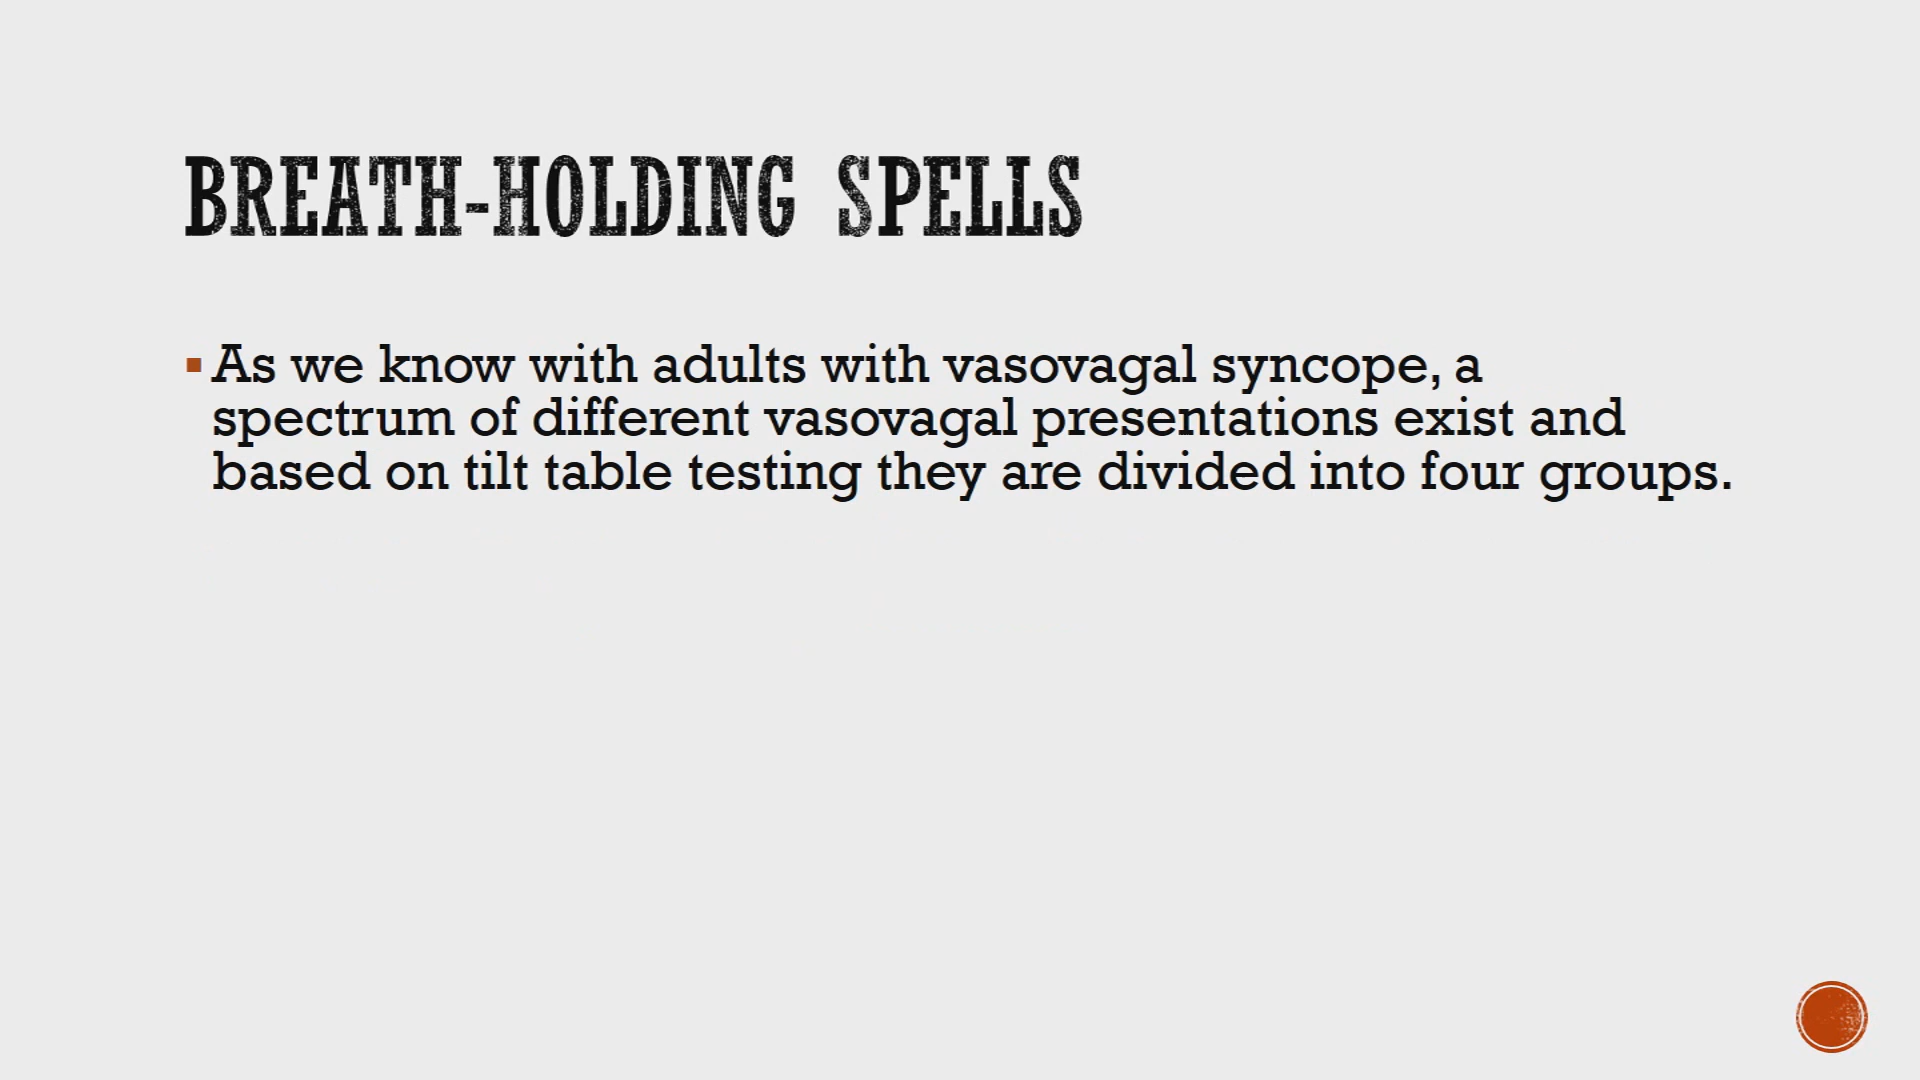 BREATH-HOLDING SPELLS
As we know with adults with vasovagal syncope, a
spectrum of different vasovagal presentations exist and
based on tilt table testing they are divided into four groups.